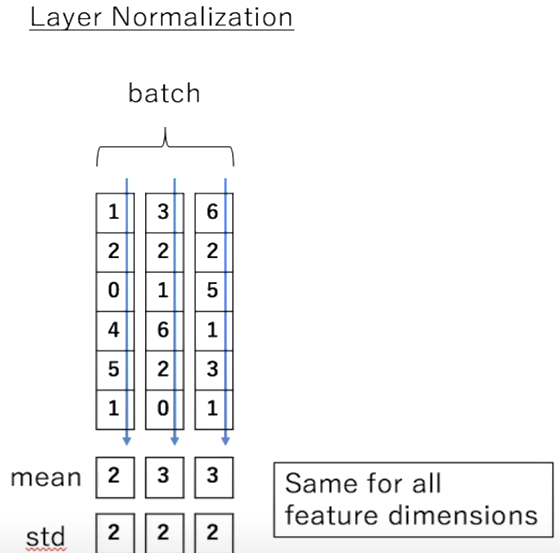 Layer Normalization
batch
1 3 6
2 2 2
0 1 5
4 6 1
5 2 3
1 0 1
mean 2 3 3
Same for all
feature dimensions
std 2 2 2